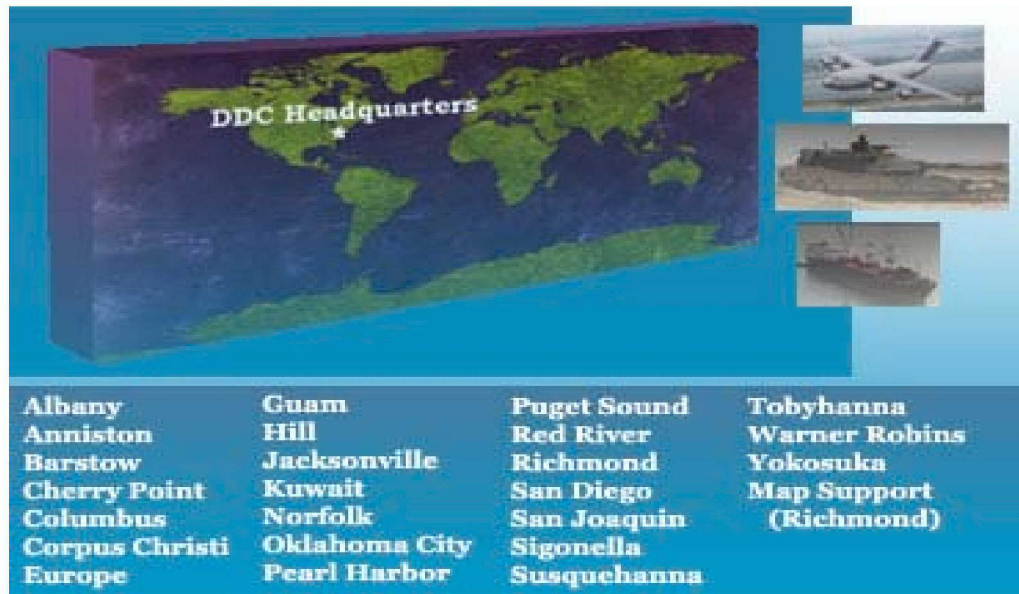 DDC Headquarters
*
Albany
Anniston
Barstow
Cherry Point
Columbus
Corpus Christi
Europe
Guam
Hill
Jacksonville
Kuwait
Norfolk
Oklahoma City
Pearl Harbor
Puget Sound
Red River
Richmond
San Diego
San Joaquin
Sigonella
Susquehanna
Tobyhanna
Warner Robins
Yokosuka
Map Support
(Richmond)